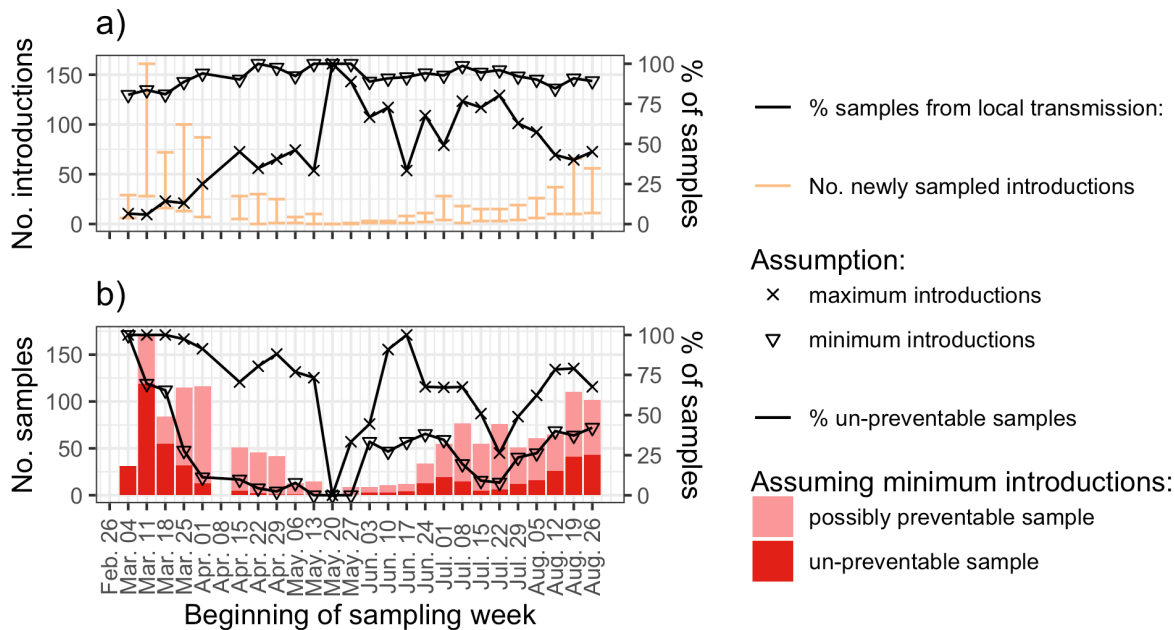 a)
No. introductions
150
100
50
0
100
75
50
25
0
% of samples
b)
No. samples
150
100
50
0
100
75
50
25
0
% of samples
Feb. 26
Mar. 04
Mar. 11
Mar. 18
Mar. 25
Apr. 01
Apr. 08
Apr. 15
Apr. 22
Apr. 29
May. 06
May. 13
May. 20
May. 27
Jun. 03
Jun. 10
Jun. 17
Jun. 24
Jul. 01
Jul. 08
Jul. 15
Jul. 22
Jul. 29
Aug. 05
Aug. 12
Aug. 19
Aug. 26
Beginning of sampling week
% samples from local transmission:
No. newly sampled introductions
Assumption:
maximum introductions
minimum introductions
% un-preventable samples
Assuming minimum introductions:
possibly preventable sample
un-preventable sample